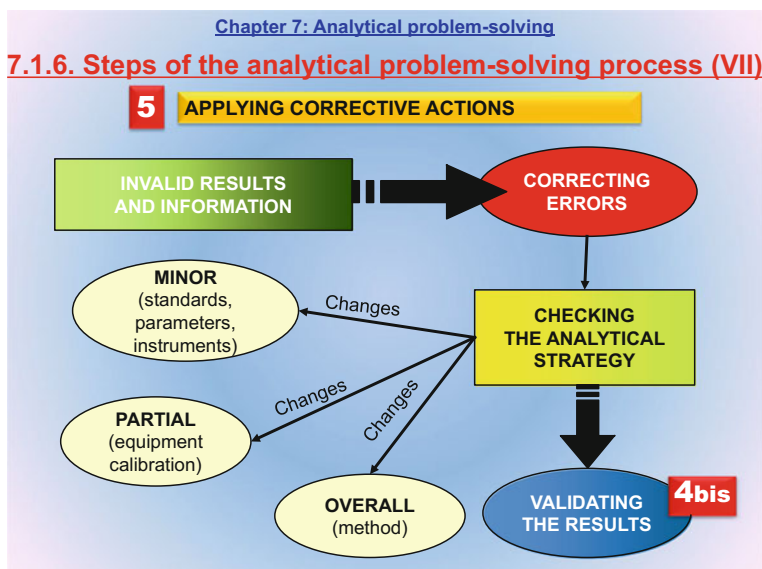 Chapter 7: Analytical problem-solving
7.1.6. Steps of the analytical problem-solving process (VII)
5 APPLYING CORRECTIVE ACTIONS
INVALID RESULTS
AND INFORMATION
CORRECTING
ERRORS
MINOR
(standards,
parameters,
instruments)
Changes
CHECKING
THE ANALYTICAL
STRATEGY
PARTIAL
(equipment
calibration)
Changes
Changes
OVERALL
(method)
VALIDATING
THE RESULTS
4bis